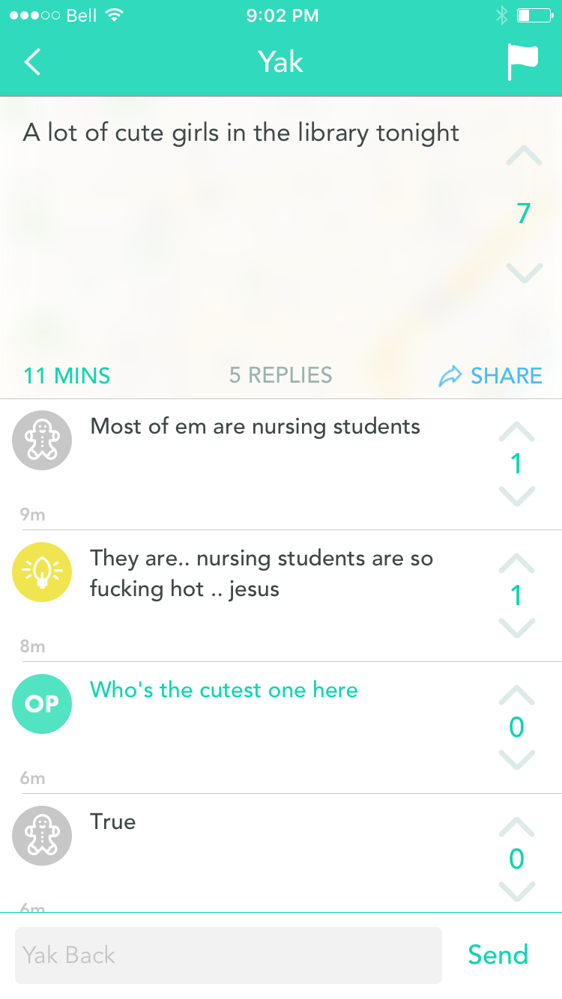 Bell 9:02 PM
Yak
A lot of cute girls in the library tonight
7
11 MINS 5 REPLIES SHARE
Most of em are nursing students
1
9m
They are.. nursing students are so
fucking hot .. jesus
1
8m
OP Who's the cutest one here
0
6m
True
0
6m
Yak Back Send